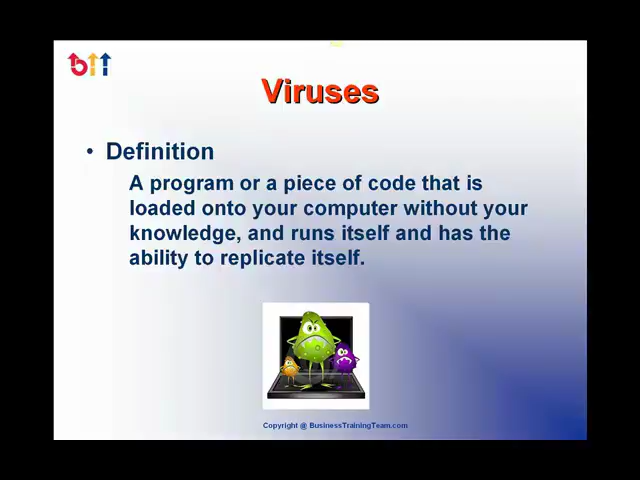 btt
Viruses
• Definition
A program or a piece of code that is
loaded onto your computer without your
knowledge, and runs itself and has the
ability to replicate itself.
Copyright @ BusinessTrainingTeam.com